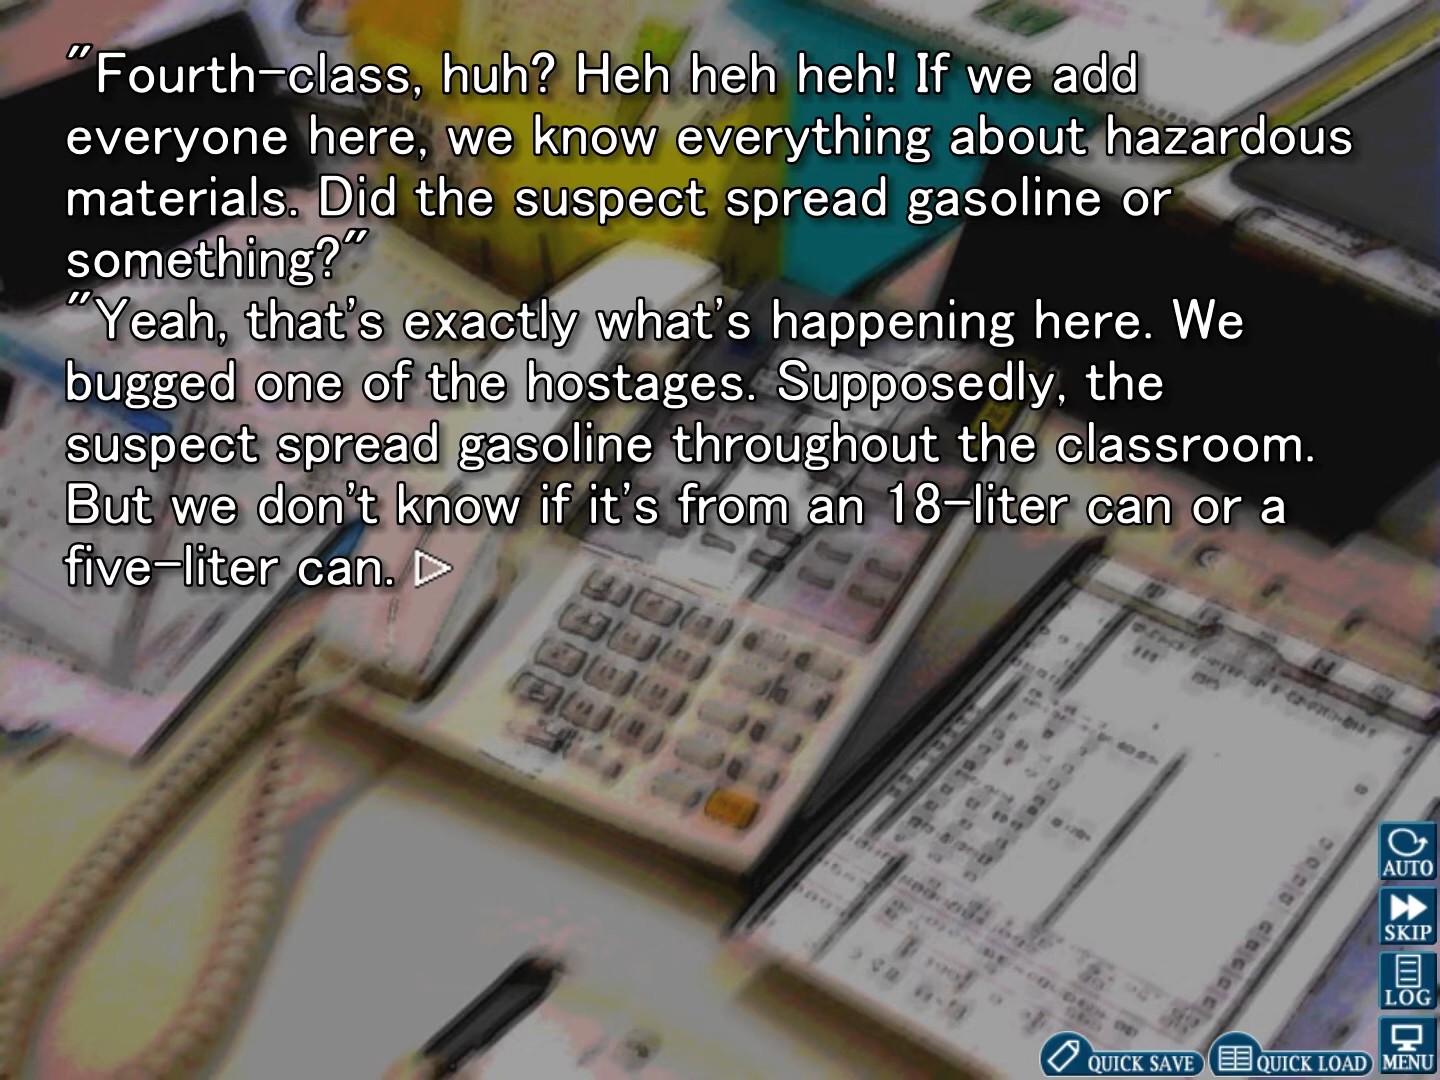 "Fourth-class, huh? Heh heh heh! If we add
everyone here, we know everything about hazardous
materials. Did the suspect spread gasoline or
something?"
"Yeah, that's exactly what's happening here. We
bugged one of the hostages. Supposedly, the
suspect spread gasoline throughout the classroom.
But we don't know if it's from an 18-liter can or a
five-liter can.
AUTO
SKIP
LOG
QUICK SAVE
QUICK LOAD
MENU